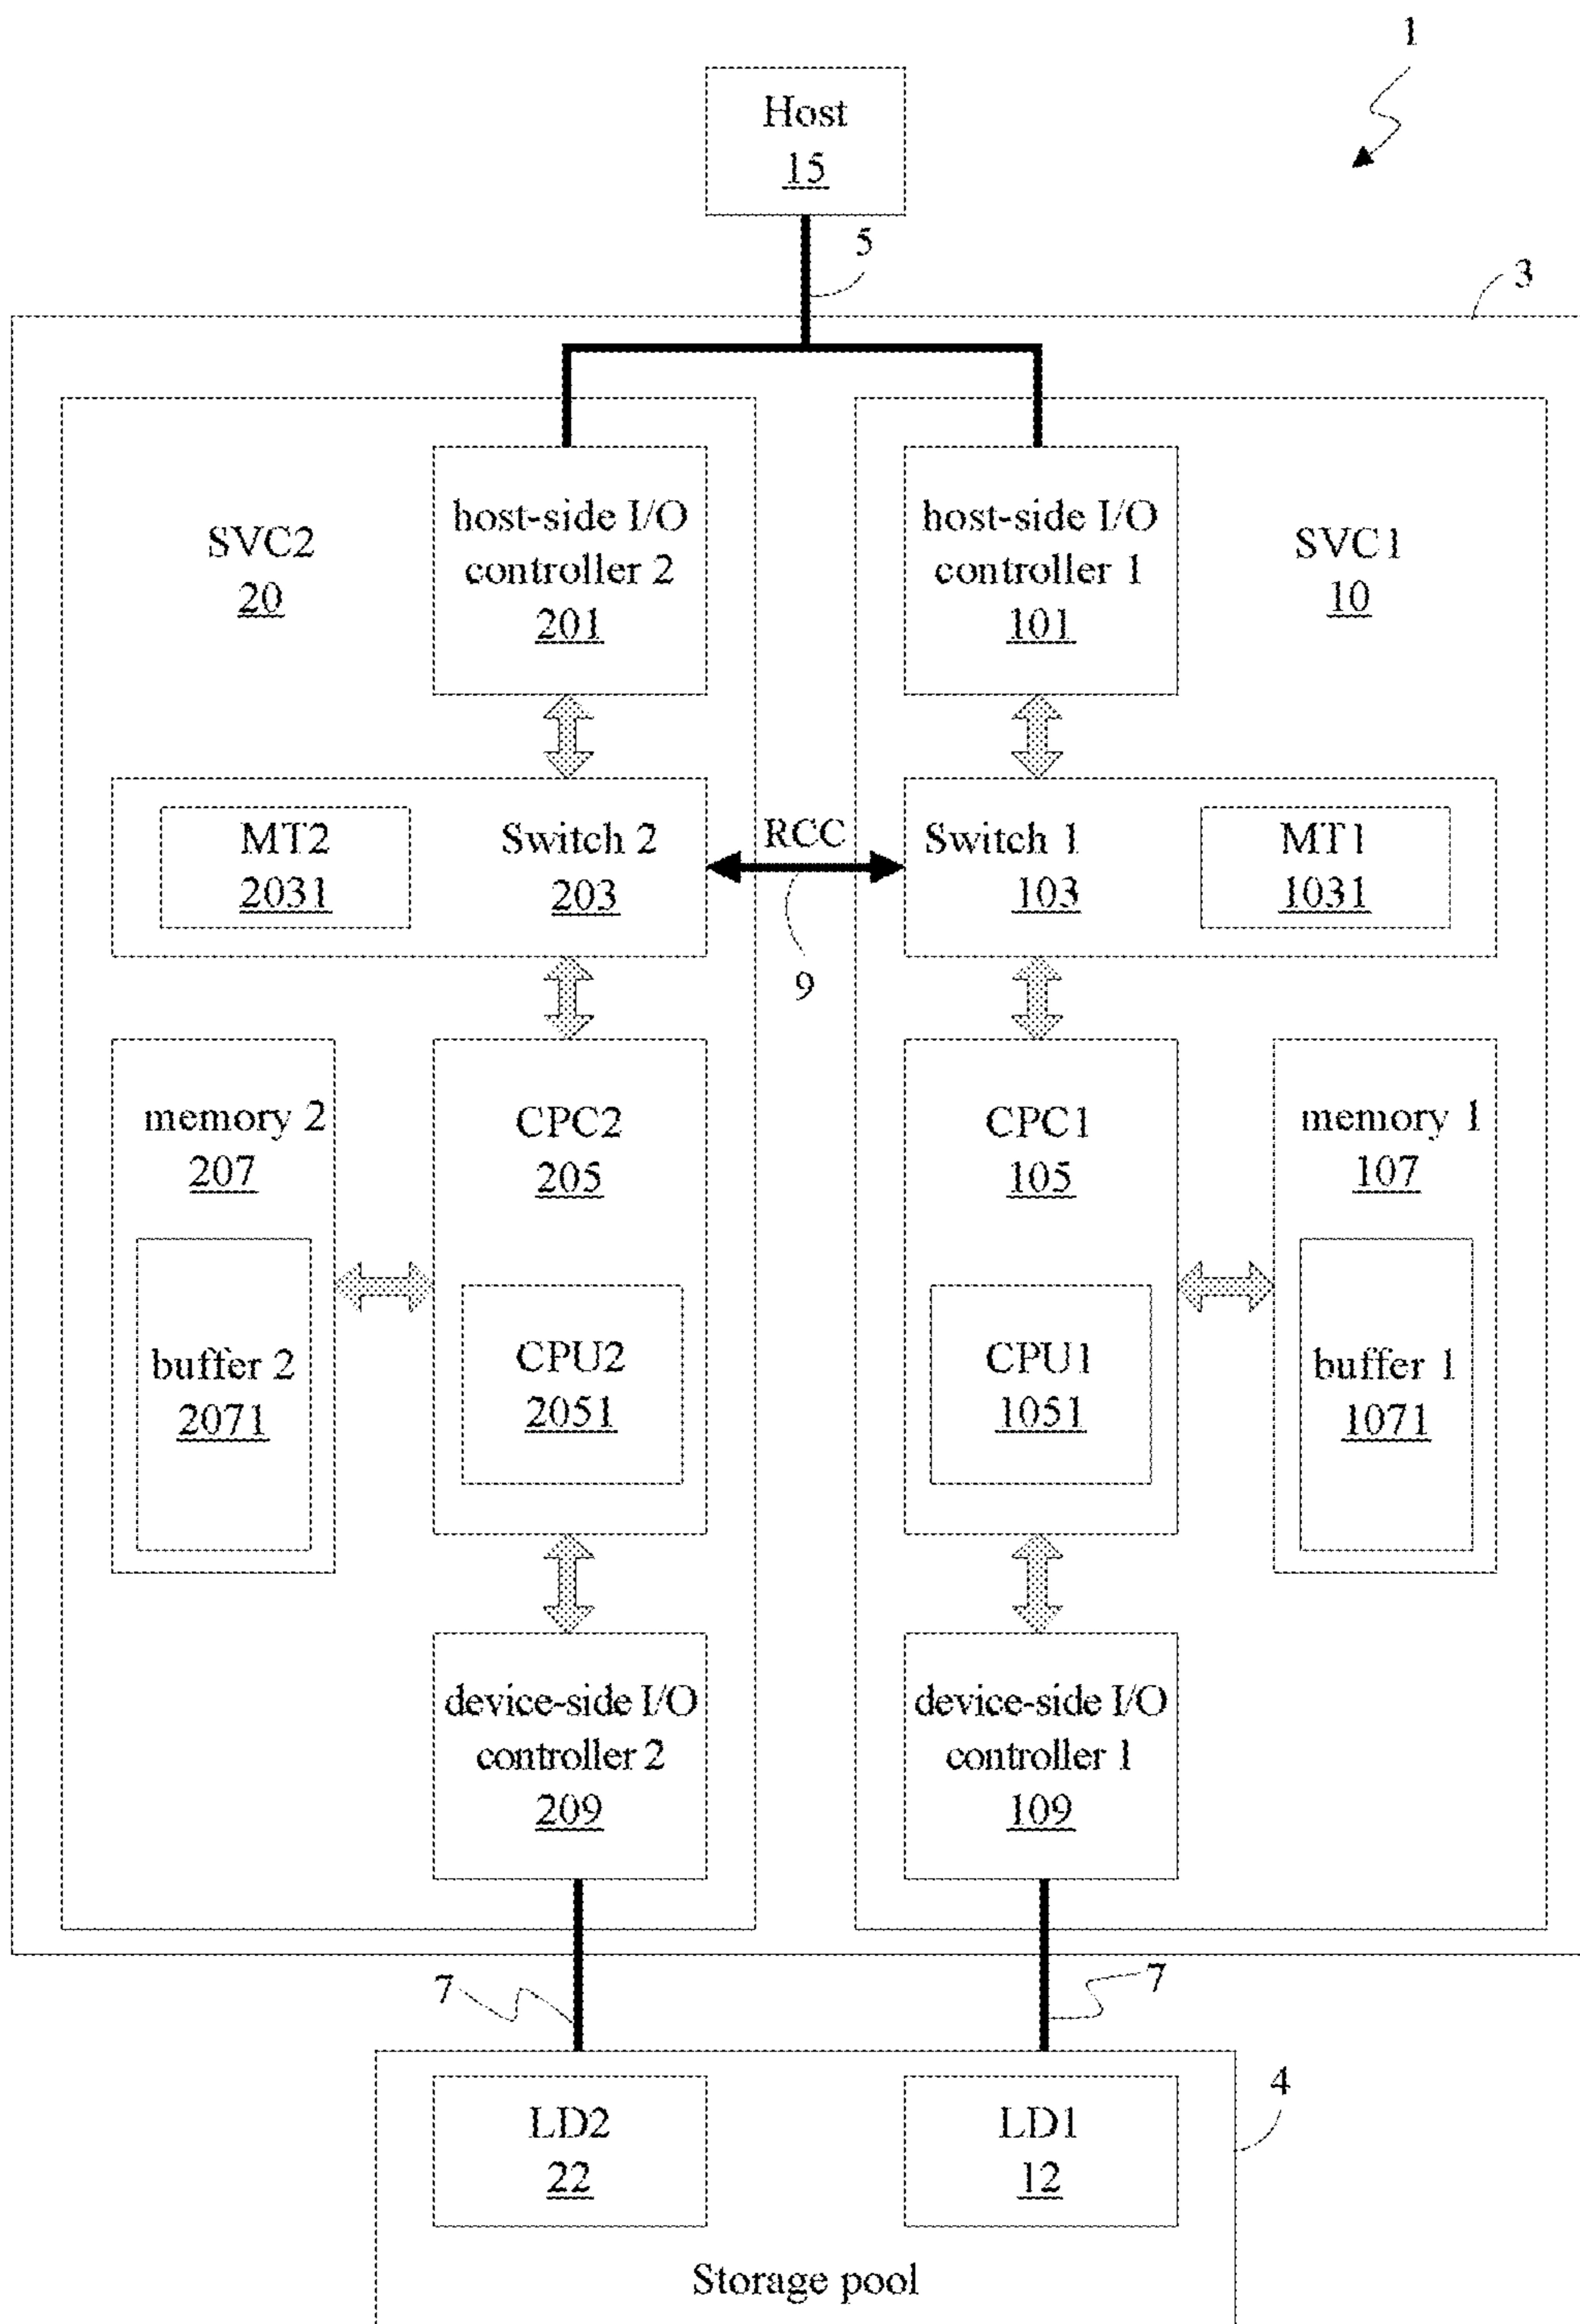 1
Host
15
5
3
SVC2
20
host-side I/O
controller 2
201
host-side I/O
controller 1
101
SVC1
10
MT2
2031
Switch 2
203
RCC
9
Switch 1
103
MT1
1031
memory 2
207
buffer 2
2071
CPC2
205
CPU2
2051
CPC1
105
CPU1
1051
memory 1
107
buffer 1
1071
device-side I/O
controller 2
209
device-side I/O
controller 1
109
7
7
4
LD2
22
LD1
12
Storage pool